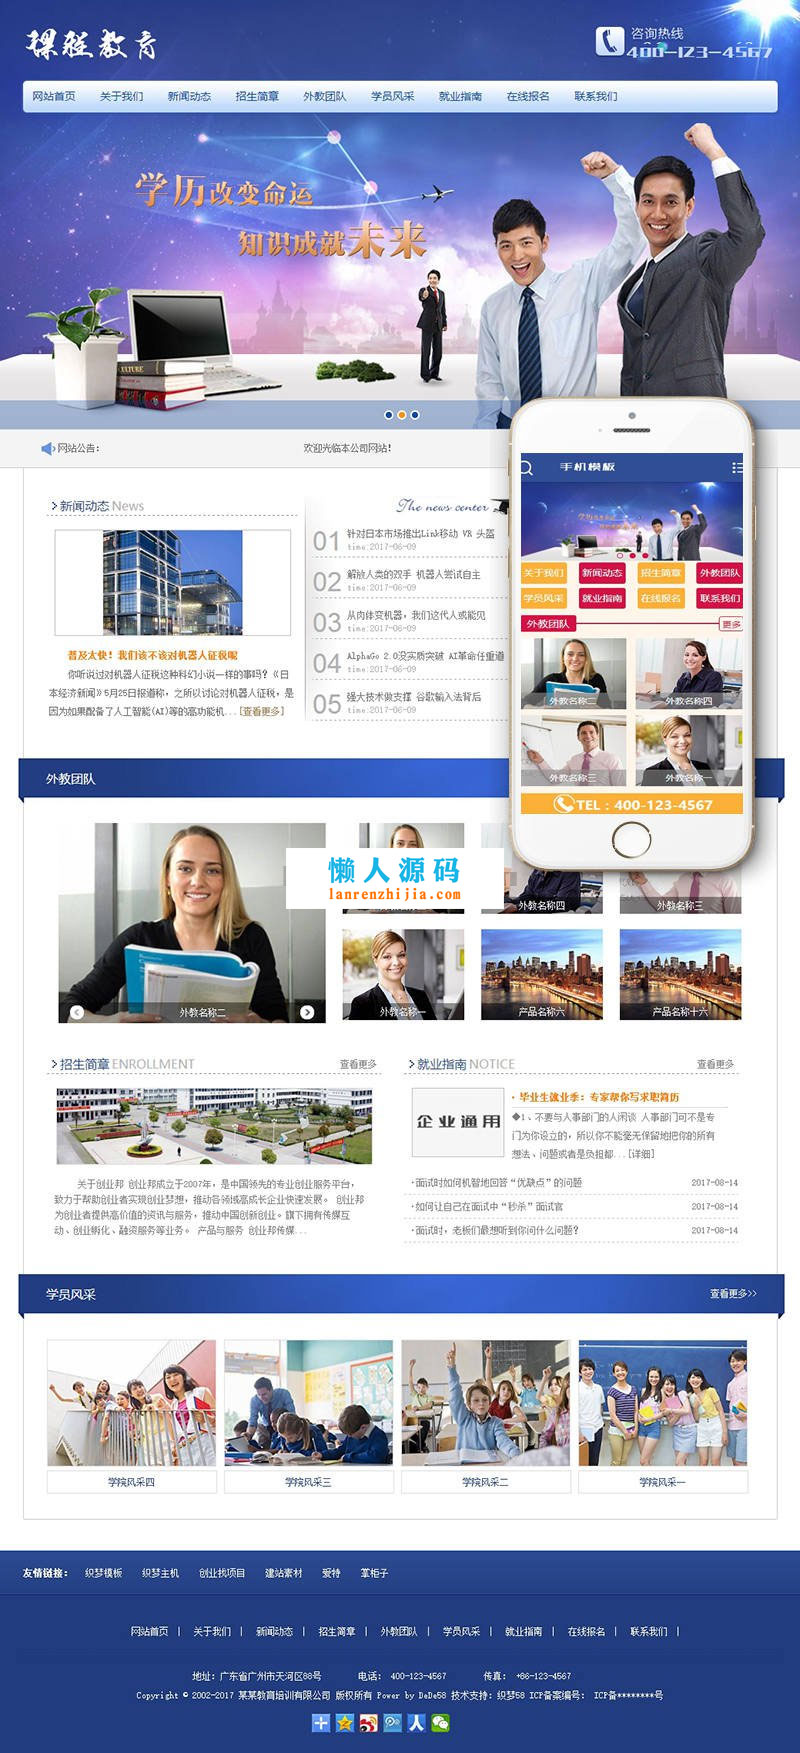 课程教育
咨询热线
400-123-4567
网站首页 关于我们 新闻动态 招生简章 外教团队 学员风采 就业指南 在线报名 联系我们
学历改变命运
知识成就未来
CULTURE
网站公告： 欢迎光临本公司网站!
手机模板
关于我们 新闻动态 招生简章 外教团队
学员风采 就业指南 在线报名 联系我们
外教团队 更多
外教名称二 外教名称四
外教名称三 外教名称一
TEL：400-123-4567
新闻动态 News
普及太快！我们该不该对机器人征税呢
你听说过对机器人征税这种科幻小说一样的事吗？《日
本经济新闻》5月25日报道称，之所以讨论对机器人征税，是
因为如果配备了人工智能(AI)等的高功能机...[查看更多]
The news center
01 针对日本市场推出Link移动 VR 头盔
time:2017-06-09
02 解放人类的双手 机器人尝试自主
time:2017-06-09
03 从肉体变机器，我们这代人或能见
time:2017-06-09
04 AlphaGo 2.0没实质突破 AI革命任重道
time:2017-06-09
05 强大技术做支撑 谷歌输入法背后
time:2017-06-09
外教团队
懒人源码
lanrenzhijia.com
外教名称二
外教名称四 外教名称三
外教名称一 产品名称六 产品名称十六
招生简章 ENROLLMENT 查看更多
关于创业邦 创业邦成立于2007年，是中国领先的专业创业服务平台，
致力于帮助创业者实现创业梦想，推动各领域高成长企业快速发展。 创业邦
为创业者提供高价值的资讯与服务，推动中国创新创业。旗下拥有传媒互
动、创业孵化、融资服务等业务。 产品与服务 创业邦传媒...
就业指南 NOTICE 查看更多
企业通用
· 毕业生就业季：专家帮你写求职简历
◆1、不要与人事部门的人闲谈 人事部门可不是专
门为你设立的，所以你不能毫无保留地把你的所有
想法、问题或者是负担都...[详细]
·面试时如何机智地回答“优缺点”的问题 2017-08-14
·如何让自己在面试中“秒杀”面试官 2017-08-14
·面试时，老板们最想听到你问什么问题？ 2017-08-14
学员风采 查看更多>>
学院风采四 学院风采三 学院风采二 学院风采一
友情链接： 织梦模板 织梦主机 创业找项目 建站素材 爱特 掌柜子
网站首页 | 关于我们 | 新闻动态 | 招生简章 | 外教团队 | 学员风采 | 就业指南 | 在线报名 | 联系我们 |
地址：广东省广州市天河区88号 电话： 400-123-4567 传真： +86-123-4567
Copyright © 2002-2017 某某教育培训有限公司 版权所有 Power by DeDe58 技术支持：织梦58 ICP备案编号： ICP备********号